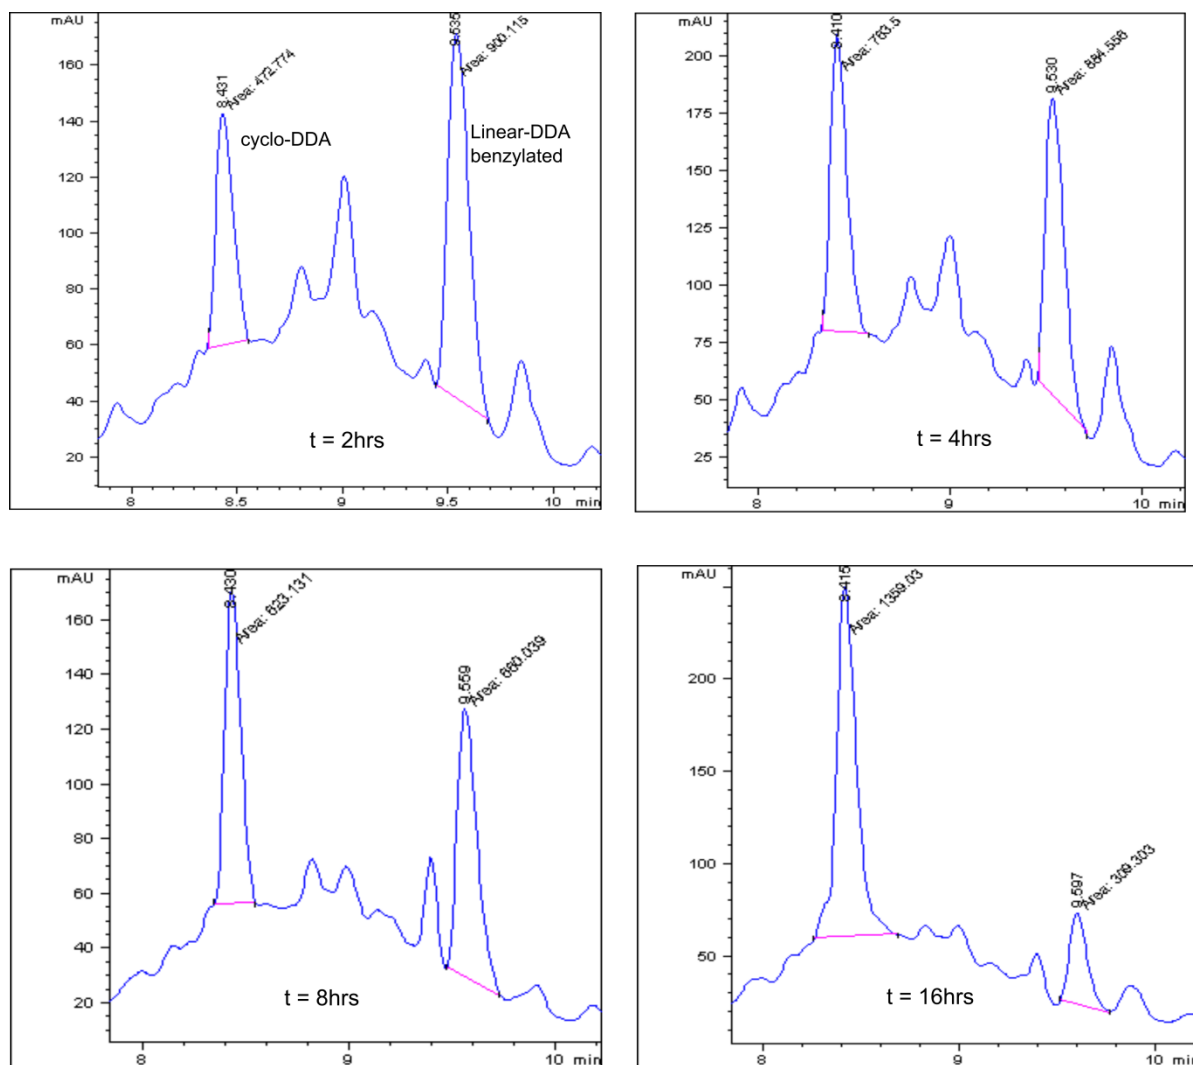 mAU
160
140
120
100
80
60
40
20
8.431
Area: 472.774
9.535
Area: 900.115
cyclo-DDA
Linear-DDA
benzylated
t = 2hrs
8
8.5
9
9.5
10
min
mAU
200
175
150
125
100
75
50
25
8.410
Area: 763.5
9.530
Area: 884.556
t = 4hrs
8
9
10
min
mAU
160
140
120
100
80
60
40
20
8.430
Area: 623.131
9.559
Area: 660.039
t = 8hrs
8
9
10
min
mAU
200
150
100
50
8.415
Area: 1359.03
9.597
Area: 309.303
t = 16hrs
8
9
10
min